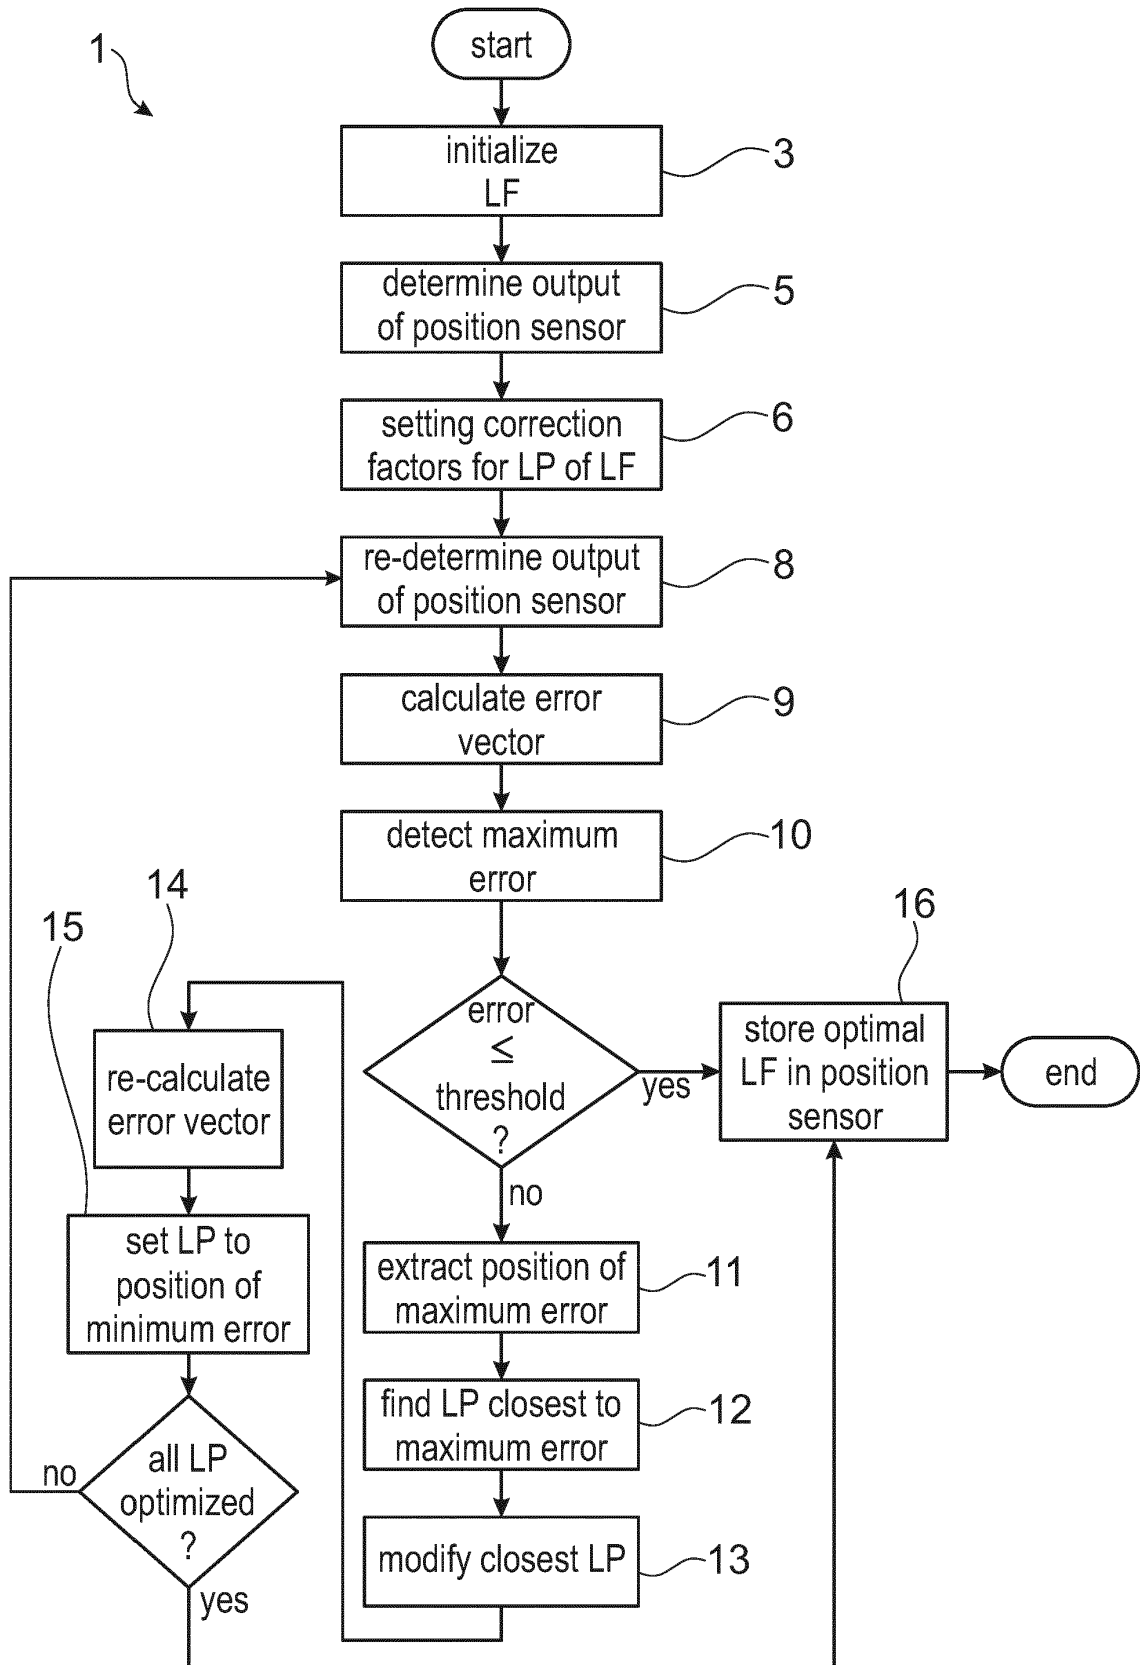 1
start
initialize
LF
3
determine output
of position sensor
5
setting correction
factors for LP of LF
6
re-determine output
of position sensor
8
calculate error
vector
9
detect maximum
error
10
14
15
16
error
≤
threshold
?
yes
no
store optimal
LF in position
sensor
end
re-calculate
error vector
set LP to
position of
minimum error
extract position of
maximum error
11
find LP closest to
maximum error
12
modify closest LP
13
all LP
optimized
?
no
yes